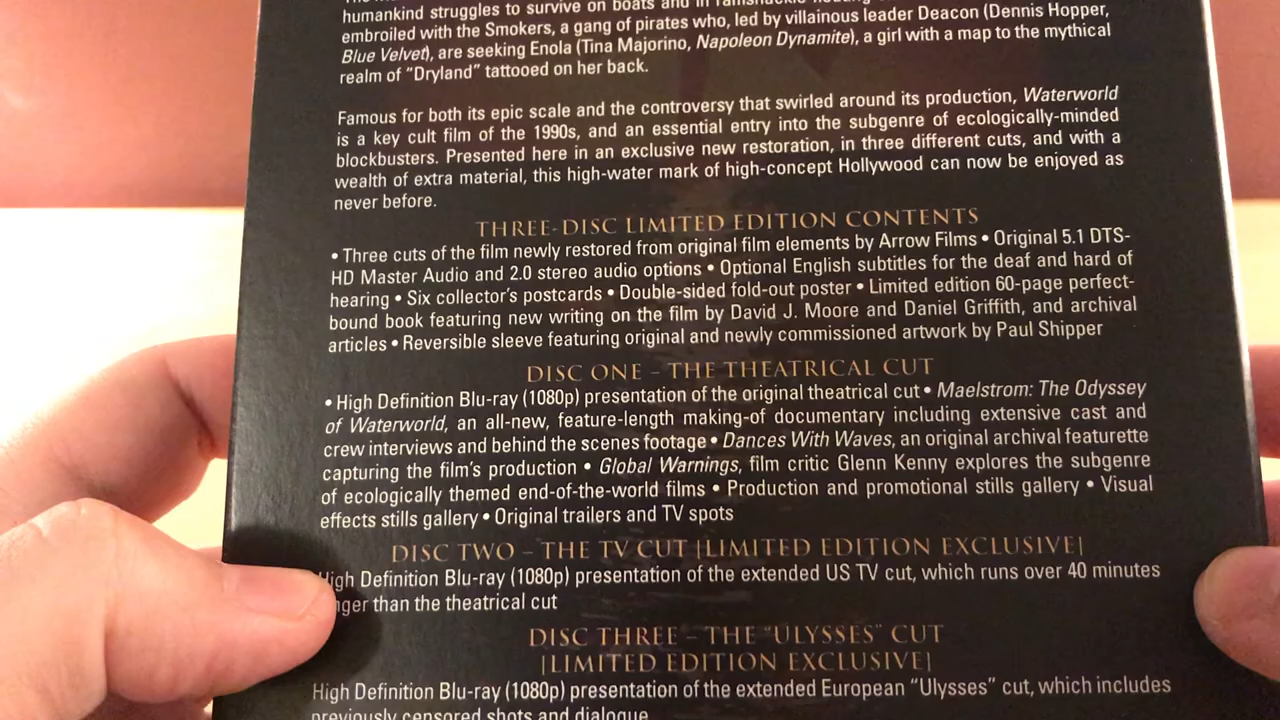 humankind struggles to survive on boats and in
embroiled with the Smokers, a gang of pirates who, led by villainous leader Deacon (Dennis Hopper,
Blue Velvet), are seeking Enola (Tina Majorino, Napoleon Dynamite), a girl with a map to the mythical
realm of "Dryland" tattooed on her back.
Famous for both its epic scale and the controversy that swirled around its production, Waterworld
is a key cult film of the 1990s, and an essential entry into the subgenre of ecologically-minded
blockbusters. Presented here in an exclusive new restoration, in three different cuts, and with a
wealth of extra material, this high-water mark of high-concept Hollywood can now be enjoyed as
never before.
THREE-DISC LIMITED EDITION CONTENTS
• Three cuts of the film newly restored from original film elements by Arrow Films • Original 5.1 DTS-
HD Master Audio and 2.0 stereo audio options • Optional English subtitles for the deaf and hard of
hearing • Six collector's postcards • Double-sided fold-out poster • Limited edition 60-page perfect-
bound book featuring new writing on the film by David J. Moore and Daniel Griffith, and archival
articles • Reversible sleeve featuring original and newly commissioned artwork by Paul Shipper
DISC ONE – THE THEATRICAL CUT
• High Definition Blu-ray (1080p) presentation of the original theatrical cut • Maelstrom: The Odyssey
of Waterworld, an all-new, feature-length making-of documentary including extensive cast and
crew interviews and behind the scenes footage • Dances With Waves, an original archival featurette
capturing the film's production • Global Warnings, film critic Glenn Kenny explores the subgenre
of ecologically themed end-of-the-world films • Production and promotional stills gallery • Visual
effects stills gallery • Original trailers and TV spots
DISC TWO – THE TV CUT [LIMITED EDITION EXCLUSIVE]
High Definition Blu-ray (1080p) presentation of the extended US TV cut, which runs over 40 minutes
nger than the theatrical cut
DISC THREE – THE "ULYSSES" CUT
[LIMITED EDITION EXCLUSIVE]
High Definition Blu-ray (1080p) presentation of the extended European "Ulysses" cut, which includes
previously censored shots and dialogue